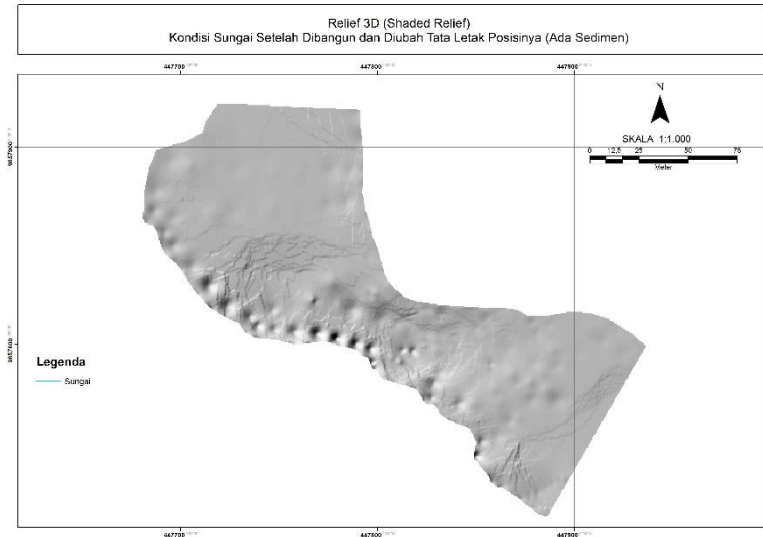 Relief 3D (Shaded Relief)
Kondisi Sungai Setelah Dibangun dan Diubah Tata Letak Posisinya (Ada Sedimen)
447700
447800
447900
N
SKALA 1:1.000
0 12,5 25 50 75
Meter
Legenda
Sungai
447700
447800
447900